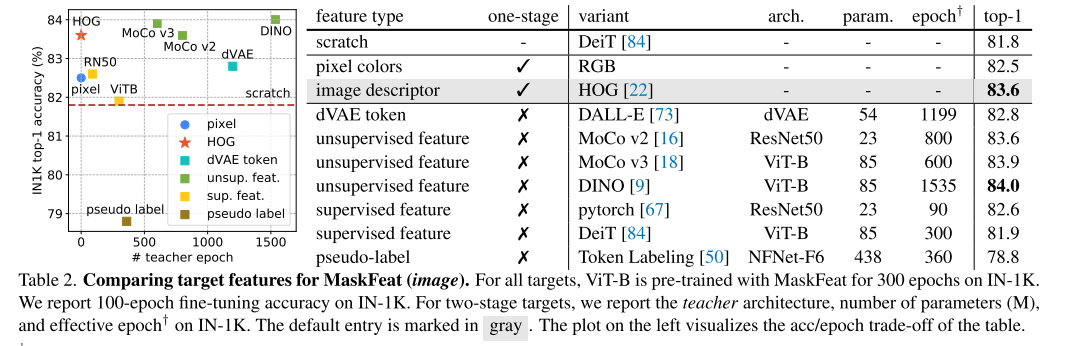 84
83
82
81
80
79
IN1K top-1 accuracy (%)
HOG
MoCo v3
MoCo v2
DINO
RN50
dVAE
pixel
ViTB
scratch
pixel
HOG
dVAE token
unsup. feat.
sup. feat.
pseudo label
pseudo label
0 500 1000 1500
# teacher epoch
feature type one-stage variant arch. param. epoch† top-1
scratch - DeiT [84] - - - 81.8
pixel colors ✓ RGB - - - 82.5
image descriptor ✓ HOG [22] - - - 83.6
dVAE token ✗ DALL-E [73] dVAE 54 1199 82.8
unsupervised feature ✗ MoCo v2 [16] ResNet50 23 800 83.6
unsupervised feature ✗ MoCo v3 [18] ViT-B 85 600 83.9
unsupervised feature ✗ DINO [9] ViT-B 85 1535 84.0
supervised feature ✗ pytorch [67] ResNet50 23 90 82.6
supervised feature ✗ DeiT [84] ViT-B 85 300 81.9
pseudo-label ✗ Token Labeling [50] NFNet-F6 438 360 78.8
Table 2. Comparing target features for MaskFeat (image). For all targets, ViT-B is pre-trained with MaskFeat for 300 epochs on IN-1K.
We report 100-epoch fine-tuning accuracy on IN-1K. For two-stage targets, we report the teacher architecture, number of parameters (M),
and effective epoch† on IN-1K. The default entry is marked in gray . The plot on the left visualizes the acc/epoch trade-off of the table.